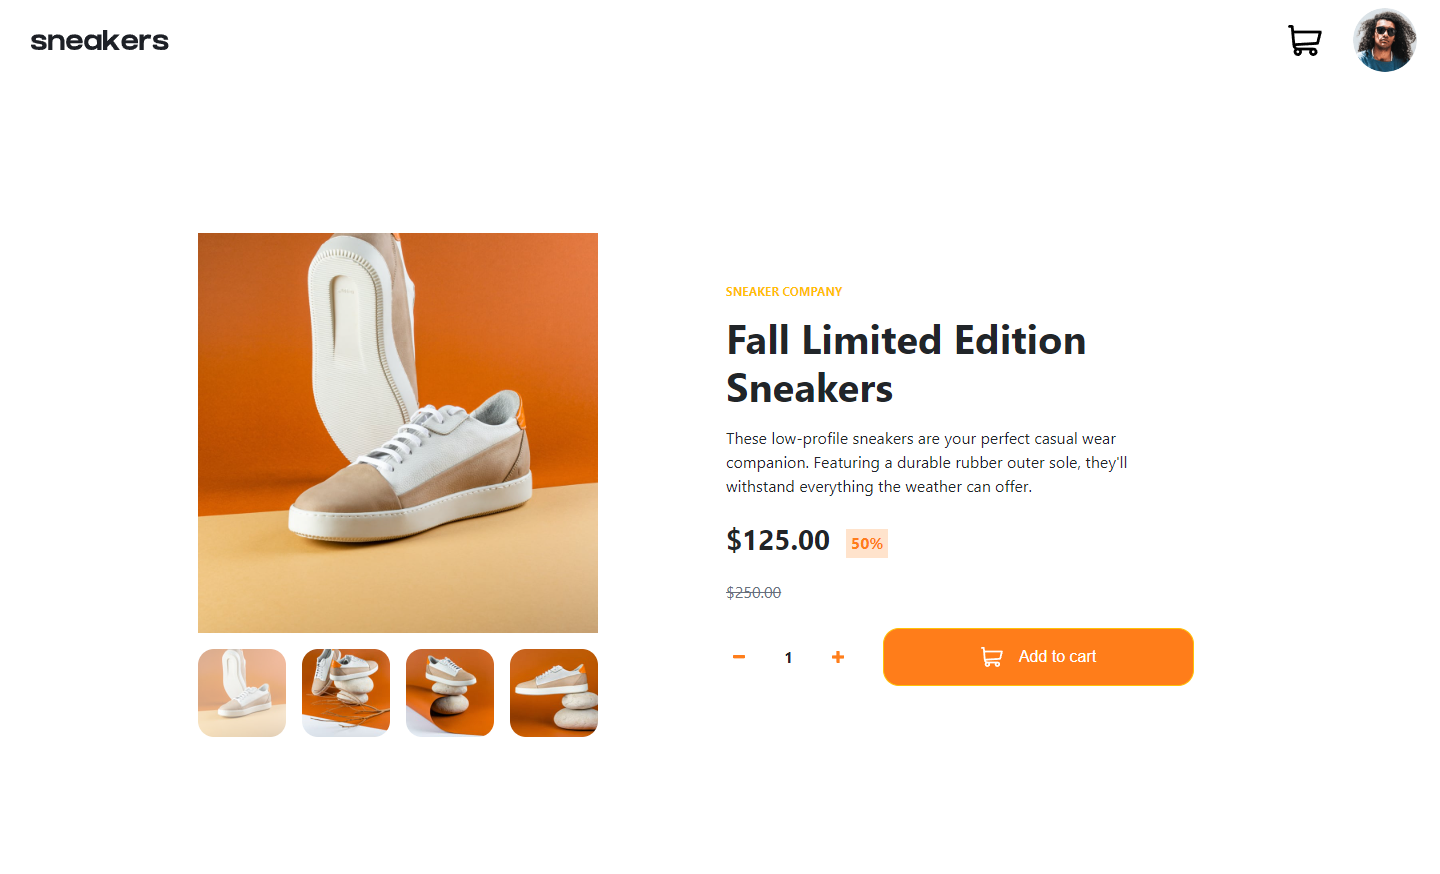 sneakers
SNEAKER COMPANY
Fall Limited Edition
Sneakers
These low-profile sneakers are your perfect casual wear
companion. Featuring a durable rubber outer sole, they'll
withstand everything the weather can offer.
$125.00 50%
$250.00
1 Add to cart